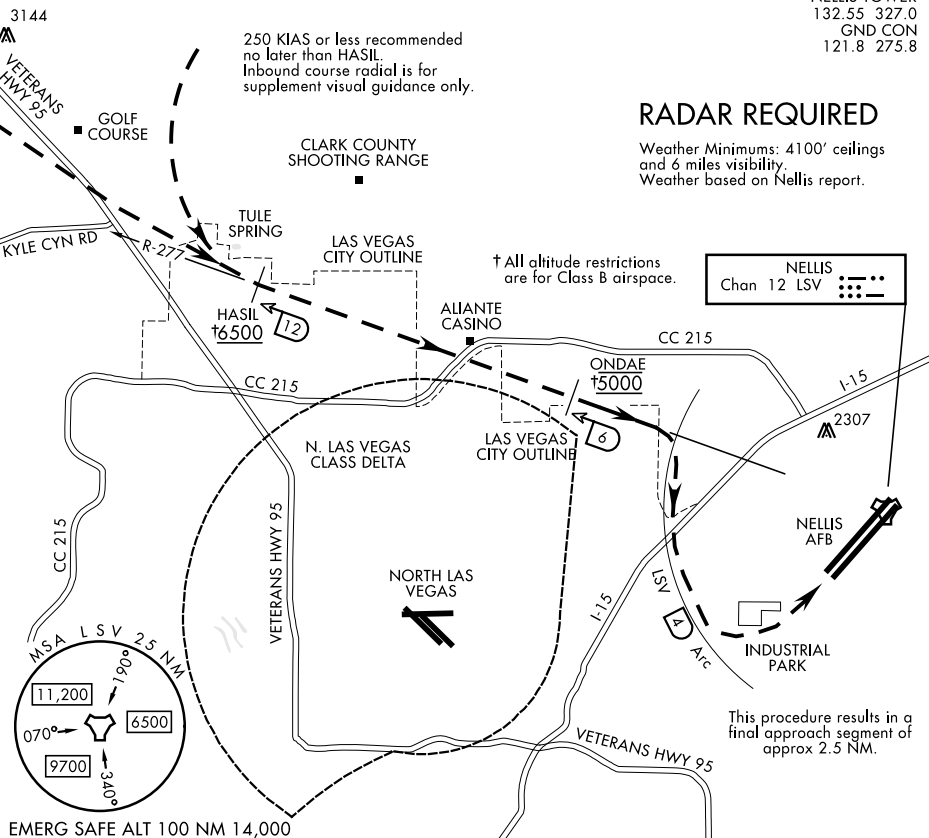 3144
NELLIS TOWER
132.55 327.0
GND CON
121.8 275.8
250 KIAS or less recommended
no later than HASIL.
Inbound course radial is for
supplement visual guidance only.
VETERANS
HWY 95
GOLF
COURSE
CLARK COUNTY
SHOOTING RANGE
RADAR REQUIRED
Weather Minimums: 4100' ceilings
and 6 miles visibility.
Weather based on Nellis report.
TULE
SPRING
KYLE CYN RD
R-277
LAS VEGAS
CITY OUTLINE
† All altitude restrictions
are for Class B airspace.
NELLIS
Chan 12 LSV
HASIL
†6500
12
ALIANTE
CASINO
CC 215
ONDAE
†5000
CC 215
I-15
6
2307
N. LAS VEGAS
CLASS DELTA
LAS VEGAS
CITY OUTLINE
CC 215
VETERANS HWY 95
NELLIS
AFB
NORTH LAS
VEGAS
I-15
LSV
4
Arc
INDUSTRIAL
PARK
MSA LSV 25 NM
190°
11,200
6500
070°
9700
340°
This procedure results in a
final approach segment of
approx 2.5 NM.
VETERANS HWY 95
EMERG SAFE ALT 100 NM 14,000